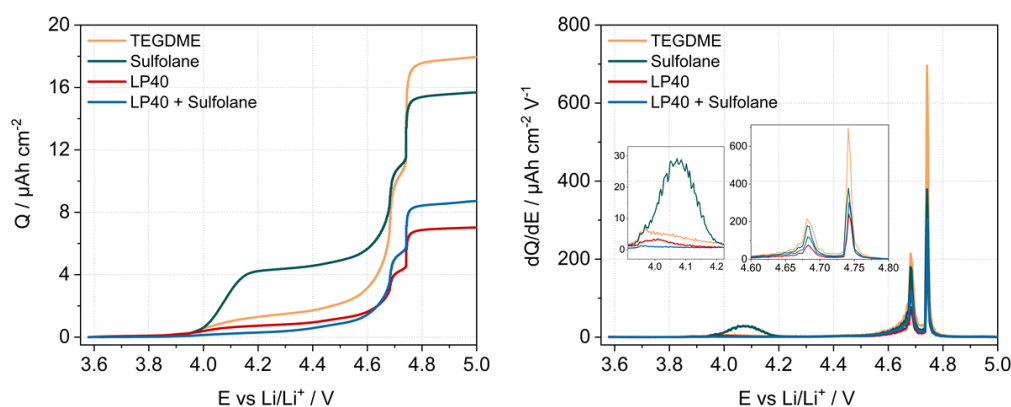 20
16
12
8
4
0
Q / µAh cm⁻²
TEGDME
Sulfolane
LP40
LP40 + Sulfolane
3.6 3.8 4.0 4.2 4.4 4.6 4.8 5.0
E vs Li/Li⁺ / V
800
600
400
200
0
dQ/dE / µAh cm⁻² V⁻¹
TEGDME
Sulfolane
LP40
LP40 + Sulfolane
30
20
10
0
4.0 4.1 4.2
600
400
200
0
4.60 4.65 4.70 4.75 4.80
3.6 3.8 4.0 4.2 4.4 4.6 4.8 5.0
E vs Li/Li⁺ / V